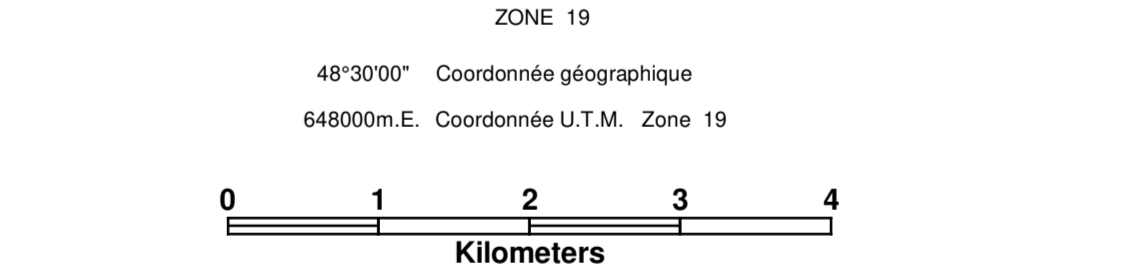 ZONE 19
48°30'00" Coordonnée géographique
648000m.E. Coordonnée U.T.M. Zone 19
0 1 2 3 4
Kilometers